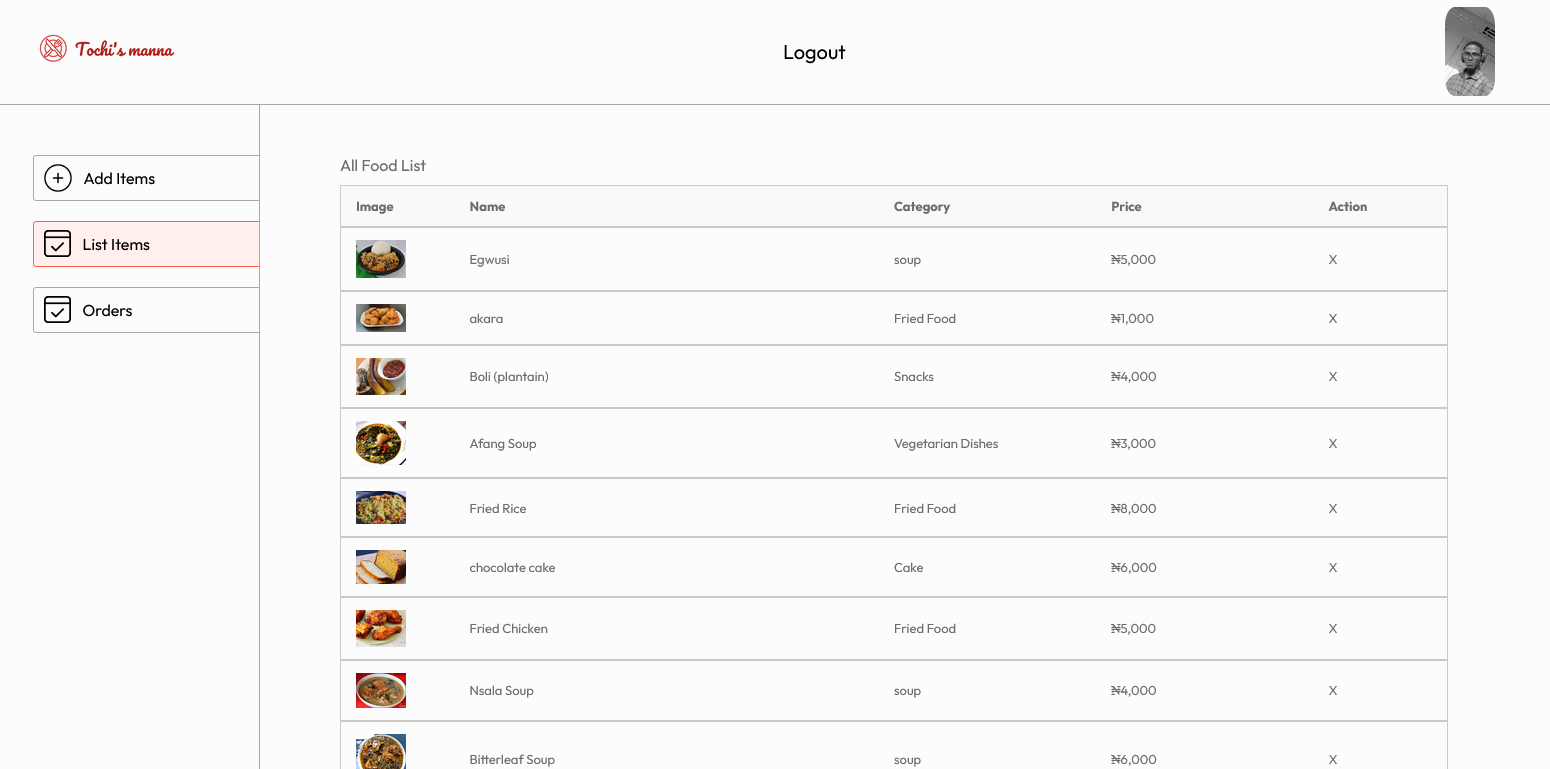 Tochi's manna
Logout
Add Items
List Items
Orders
All Food List
Image Name Category Price Action
Egwusi soup ₦5,000 X
akara Fried Food ₦1,000 X
Boli (plantain) Snacks ₦4,000 X
Afang Soup Vegetarian Dishes ₦3,000 X
Fried Rice Fried Food ₦8,000 X
chocolate cake Cake ₦6,000 X
Fried Chicken Fried Food ₦5,000 X
Nsala Soup soup ₦4,000 X
Bitterleaf Soup soup ₦6,000 X